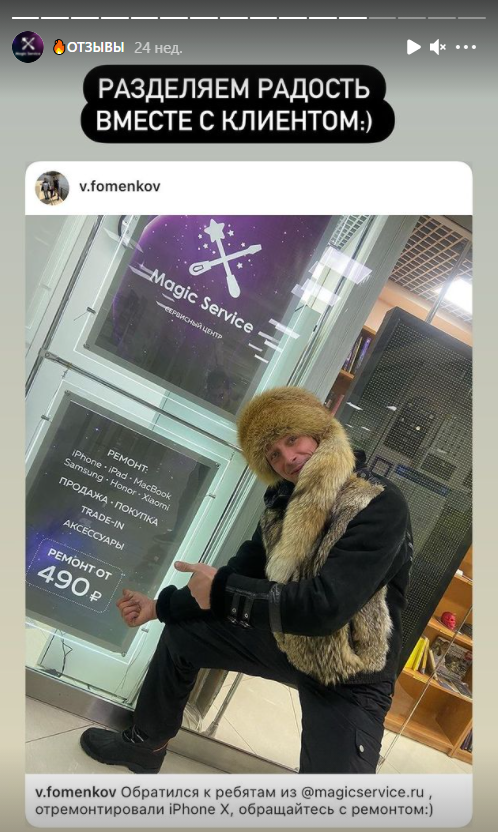 🔥ОТЗЫВЫ 24 нед.
РАЗДЕЛЯЕМ РАДОСТЬ
ВМЕСТЕ С КЛИЕНТОМ:)
v.fomenkov
Magic Service
СЕРВИСНЫЙ ЦЕНТР
РЕМОНТ:
iPhone • iPad • MacBook
Samsung • Honor • Xiaomi
ПРОДАЖА • ПОКУПКА
TRADE-IN
АКСЕССУАРЫ
РЕМОНТ ОТ
490₽
v.fomenkov Обратился к ребятам из @magicservice.ru ,
отремонтировали iPhone X, обращайтесь с ремонтом:)